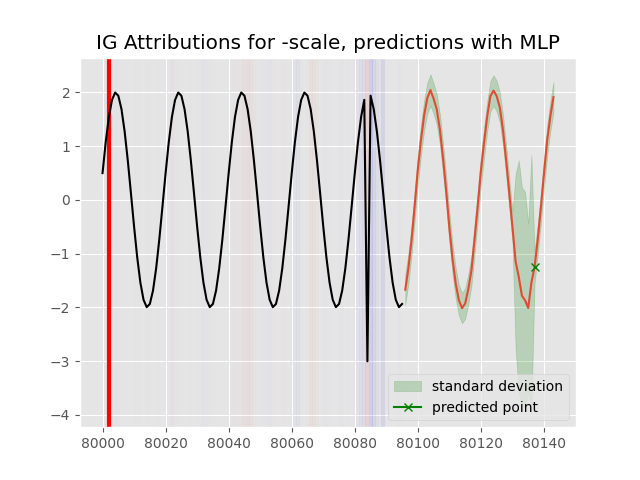 IG Attributions for -scale, predictions with MLP
2
1
0
−1
−2
−3
−4
standard deviation
predicted point
80000 80020 80040 80060 80080 80100 80120 80140